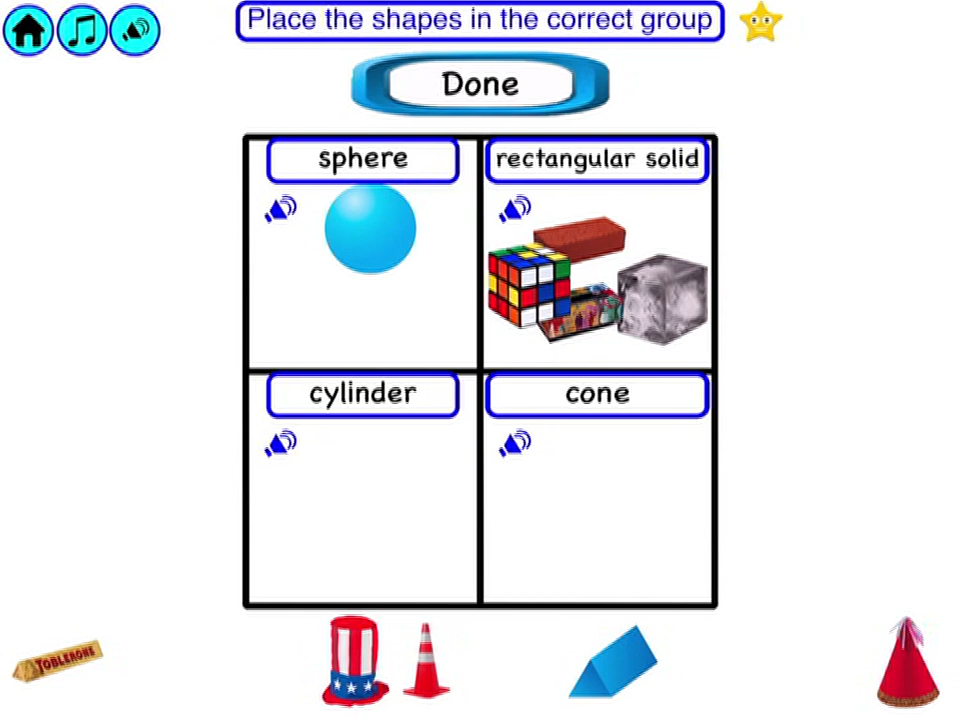 Place the shapes in the correct group
Done
sphere
rectangular solid
cylinder
cone
TOBLERONE